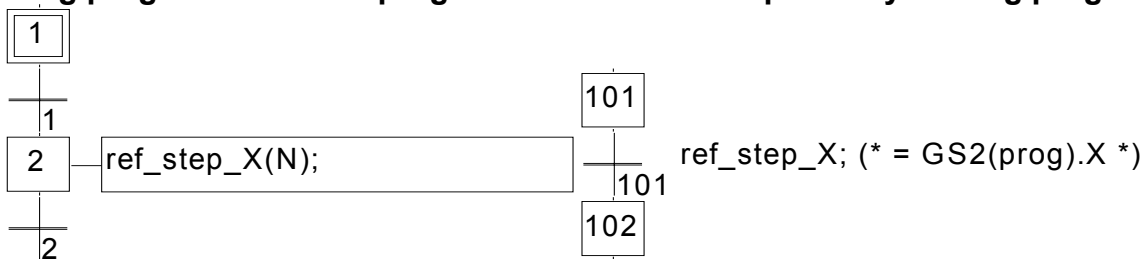 1
1
2 ref_step_X(N);
2
101
101 ref_step_X; (* = GS2(prog).X *)
102